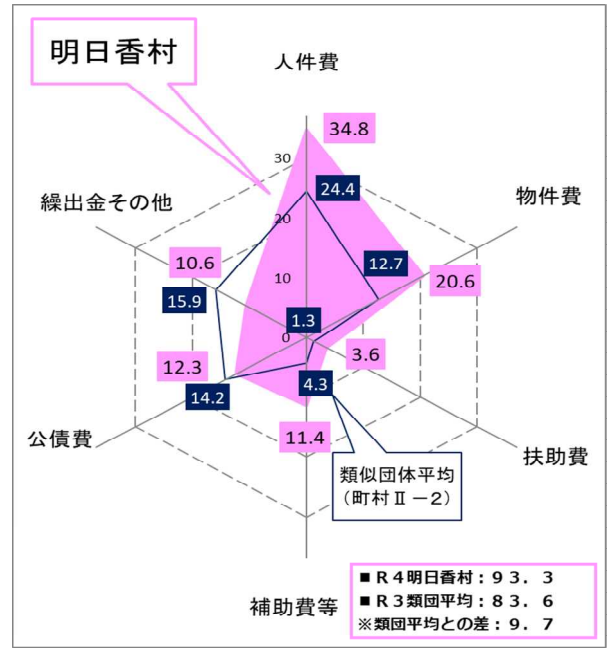 明日香村
人件費
34.8
30
24.4
繰出金その他
物件費
20
10.6
12.7
20.6
15.9
10
1.3
0
3.6
12.3
4.3
14.2
11.4
公債費
扶助費
類似団体平均
(町村Ⅱ－2)
補助費等
■R4明日香村:93.3
■R3類団平均:83.6
※類団平均との差:9.7